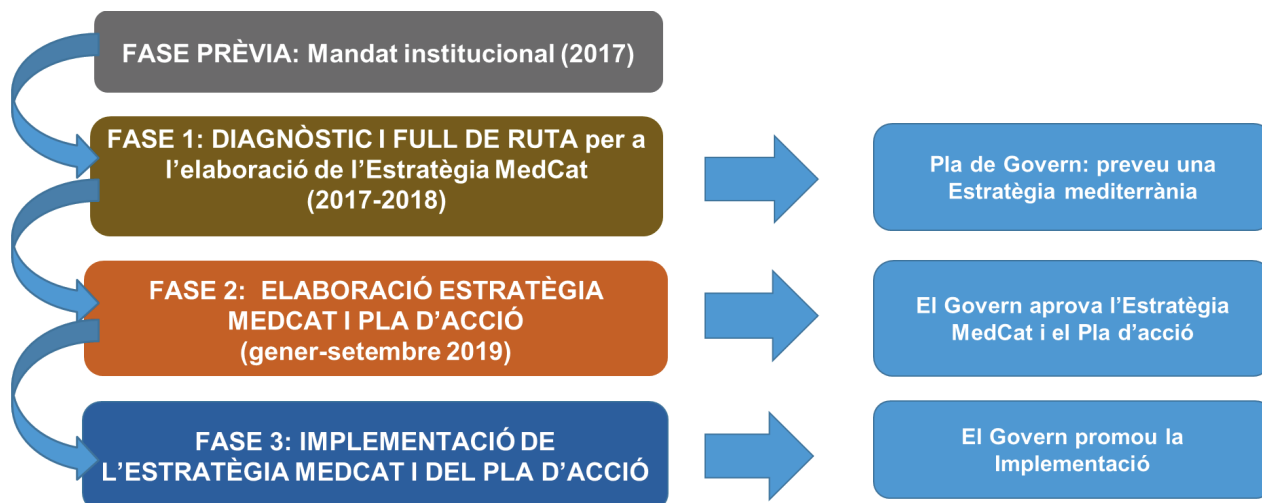 FASE PRÈVIA: Mandat institucional (2017)
FASE 1: DIAGNÒSTIC I FULL DE RUTA per a
l’elaboració de l’Estratègia MedCat
(2017-2018)
Pla de Govern: preveu una
Estratègia mediterrània
FASE 2: ELABORACIÓ ESTRATÈGIA
MEDCAT I PLA D’ACCIÓ
(gener-setembre 2019)
El Govern aprova l’Estratègia
MedCat i el Pla d’acció
FASE 3: IMPLEMENTACIÓ DE
L’ESTRATÈGIA MEDCAT I DEL PLA D’ACCIÓ
El Govern promou la
Implementació